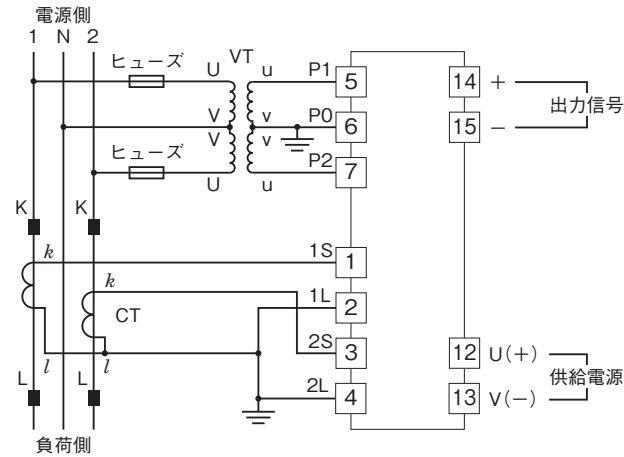 電源側
1 N 2
ヒューズ U VT u P1 5 14 +
出力信号
V v P0 6 15 −
ヒューズ V v
U u P2 7
K K
k 1S 1
k 1L 2
CT
l l 2S 3 12 U(+)
供給電源
L L 2L 4 13 V(−)
負荷側